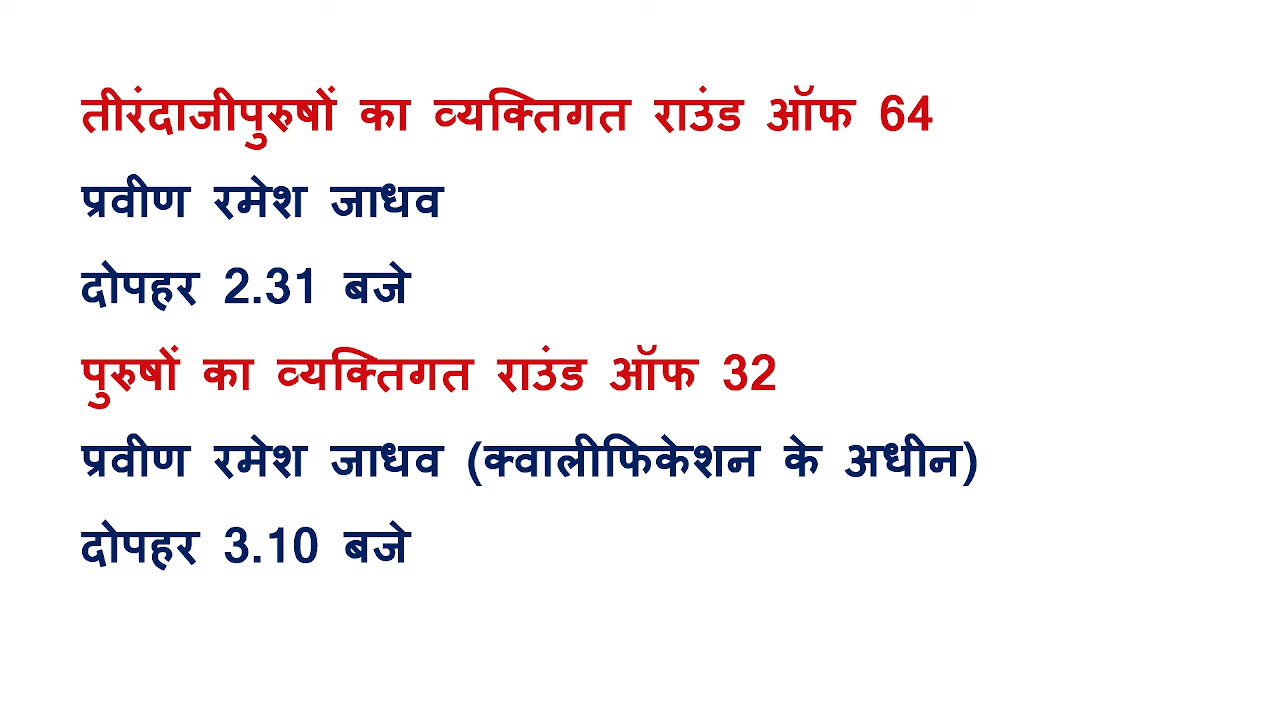 तीरंदाजीपुरुषों का व्यक्तिगत राउंड ऑफ 64
प्रवीण रमेश जाधव
दोपहर 2.31 बजे
पुरुषों का व्यक्तिगत राउंड ऑफ 32
प्रवीण रमेश जाधव (क्वालीफिकेशन के अधीन)
दोपहर 3.10 बजे